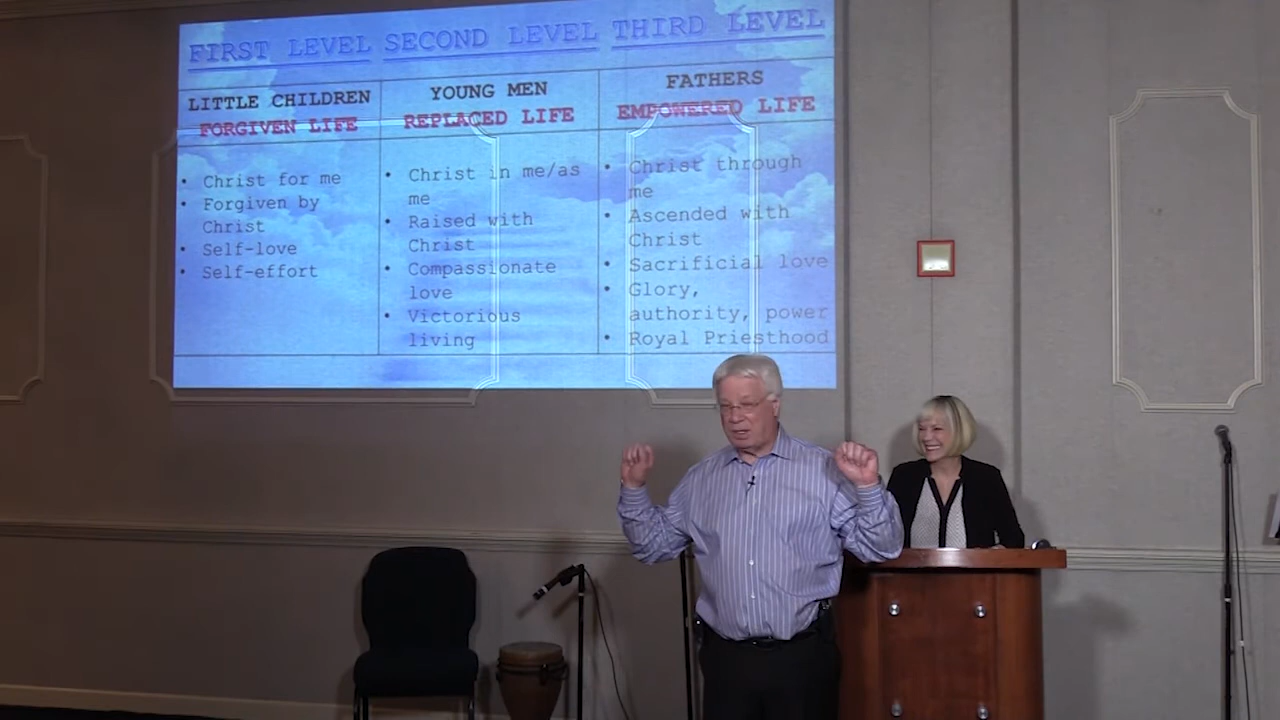 FIRST LEVEL SECOND LEVEL THIRD LEVEL
LITTLE CHILDREN
FORGIVEN LIFE
• Christ for me
• Forgiven by
Christ
• Self-love
• Self-effort
YOUNG MEN
REPLACED LIFE
• Christ in me/as
me
• Raised with
Christ
• Compassionate
love
• Victorious
living
FATHERS
EMPOWERED LIFE
• Christ through
me
• Ascended with
Christ
• Sacrificial love
• Glory,
authority, power
• Royal Priesthood